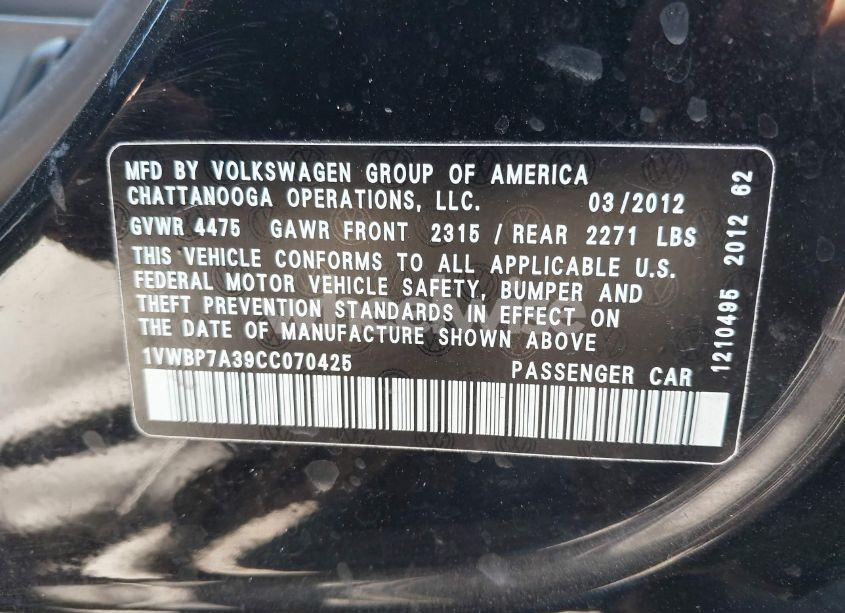 MFD BY VOLKSWAGEN GROUP OF AMERICA
CHATTANOOGA OPERATIONS, LLC. 03/2012
GVWR 4475 GAWR FRONT 2315 / REAR 2271 LBS
THIS VEHICLE CONFORMS TO ALL APPLICABLE U.S.
FEDERAL MOTOR VEHICLE SAFETY, BUMPER AND
THEFT PREVENTION STANDARDS IN EFFECT ON
THE DATE OF MANUFACTURE SHOWN ABOVE
1VWBP7A39CC070425 PASSENGER CAR
1210495 2012 62